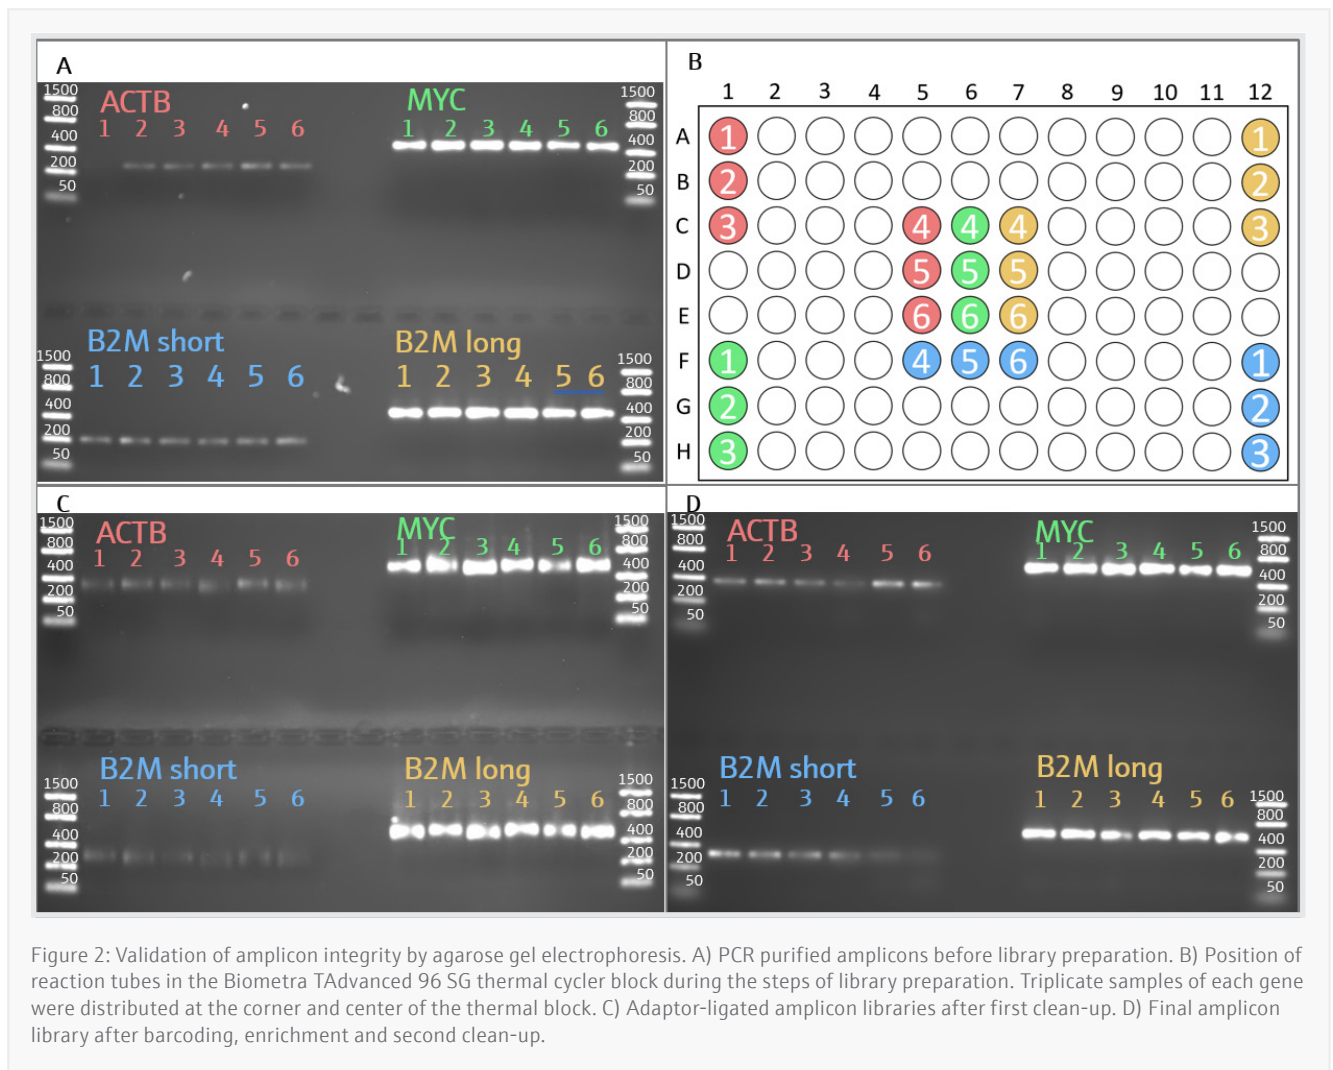 A
1500
800
400
200
50
ACTB
1 2 3 4 5 6
MYC
1 2 3 4 5 6
1500
800
400
200
50
B2M short
1 2 3 4 5 6
B2M long
1 2 3 4 5 6
1500
800
400
200
50
1500
800
400
200
50
B
1 2 3 4 5 6 7 8 9 10 11 12
A 1 1
B 2 2
C 3 4 4 4 3
D 5 5 5
E 6 6 6
F 1 4 5 6 1
G 2 2
H 3 3
C
1500
800
400
200
50
ACTB
1 2 3 4 5 6
MYC
1 2 3 4 5 6
1500
800
400
200
50
B2M short
1 2 3 4 5 6
B2M long
1 2 3 4 5 6
1500
800
400
200
50
1500
800
400
200
50
D
1500
800
400
200
50
ACTB
1 2 3 4 5 6
MYC
1 2 3 4 5 6
1500
800
400
200
50
B2M short
1 2 3 4 5 6
B2M long
1 2 3 4 5 6
1500
800
400
200
50
1500
800
400
200
50
Figure 2: Validation of amplicon integrity by agarose gel electrophoresis. A) PCR purified amplicons before library preparation. B) Position of
reaction tubes in the Biometra TAdvanced 96 SG thermal cycler block during the steps of library preparation. Triplicate samples of each gene
were distributed at the corner and center of the thermal block. C) Adaptor-ligated amplicon libraries after first clean-up. D) Final amplicon
library after barcoding, enrichment and second clean-up.